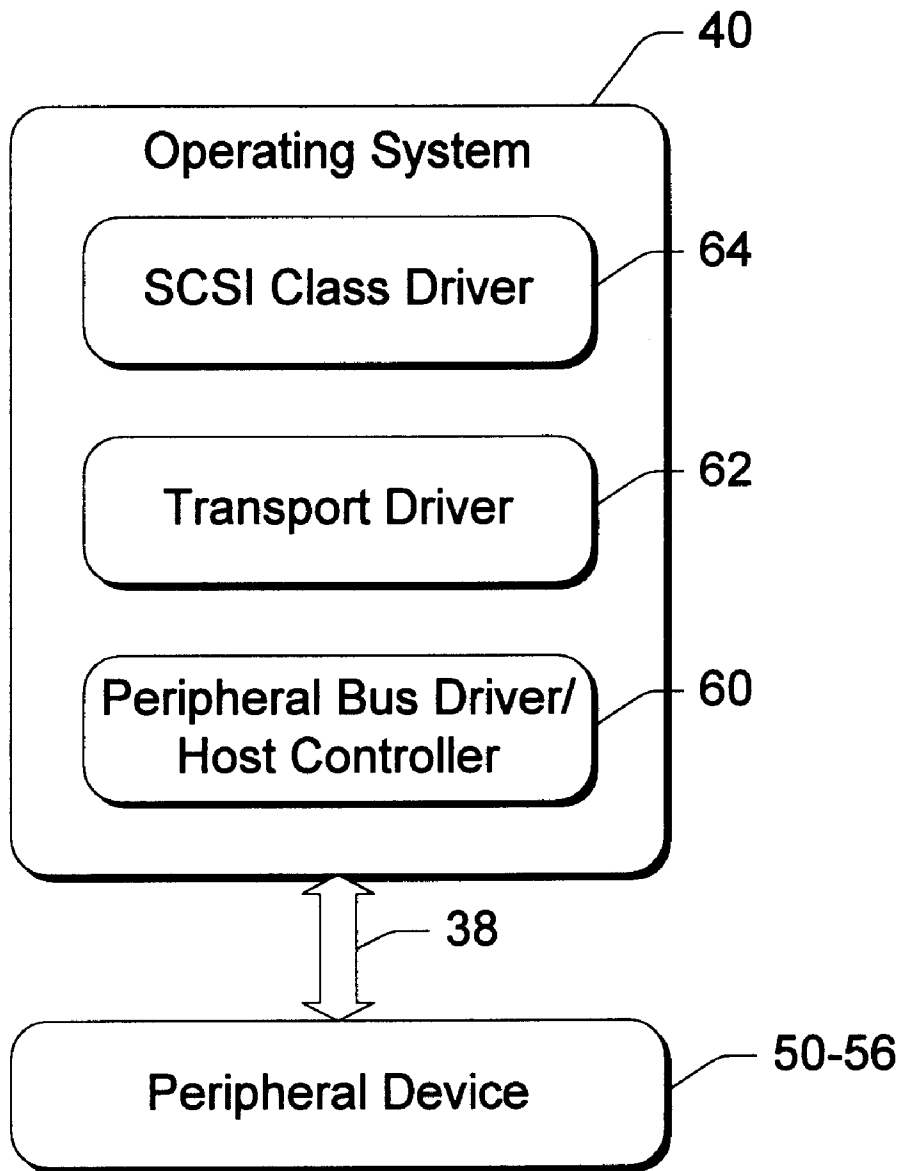 40
Operating System
SCSI Class Driver
64
Transport Driver
62
Peripheral Bus Driver/
Host Controller
60
38
Peripheral Device
50-56